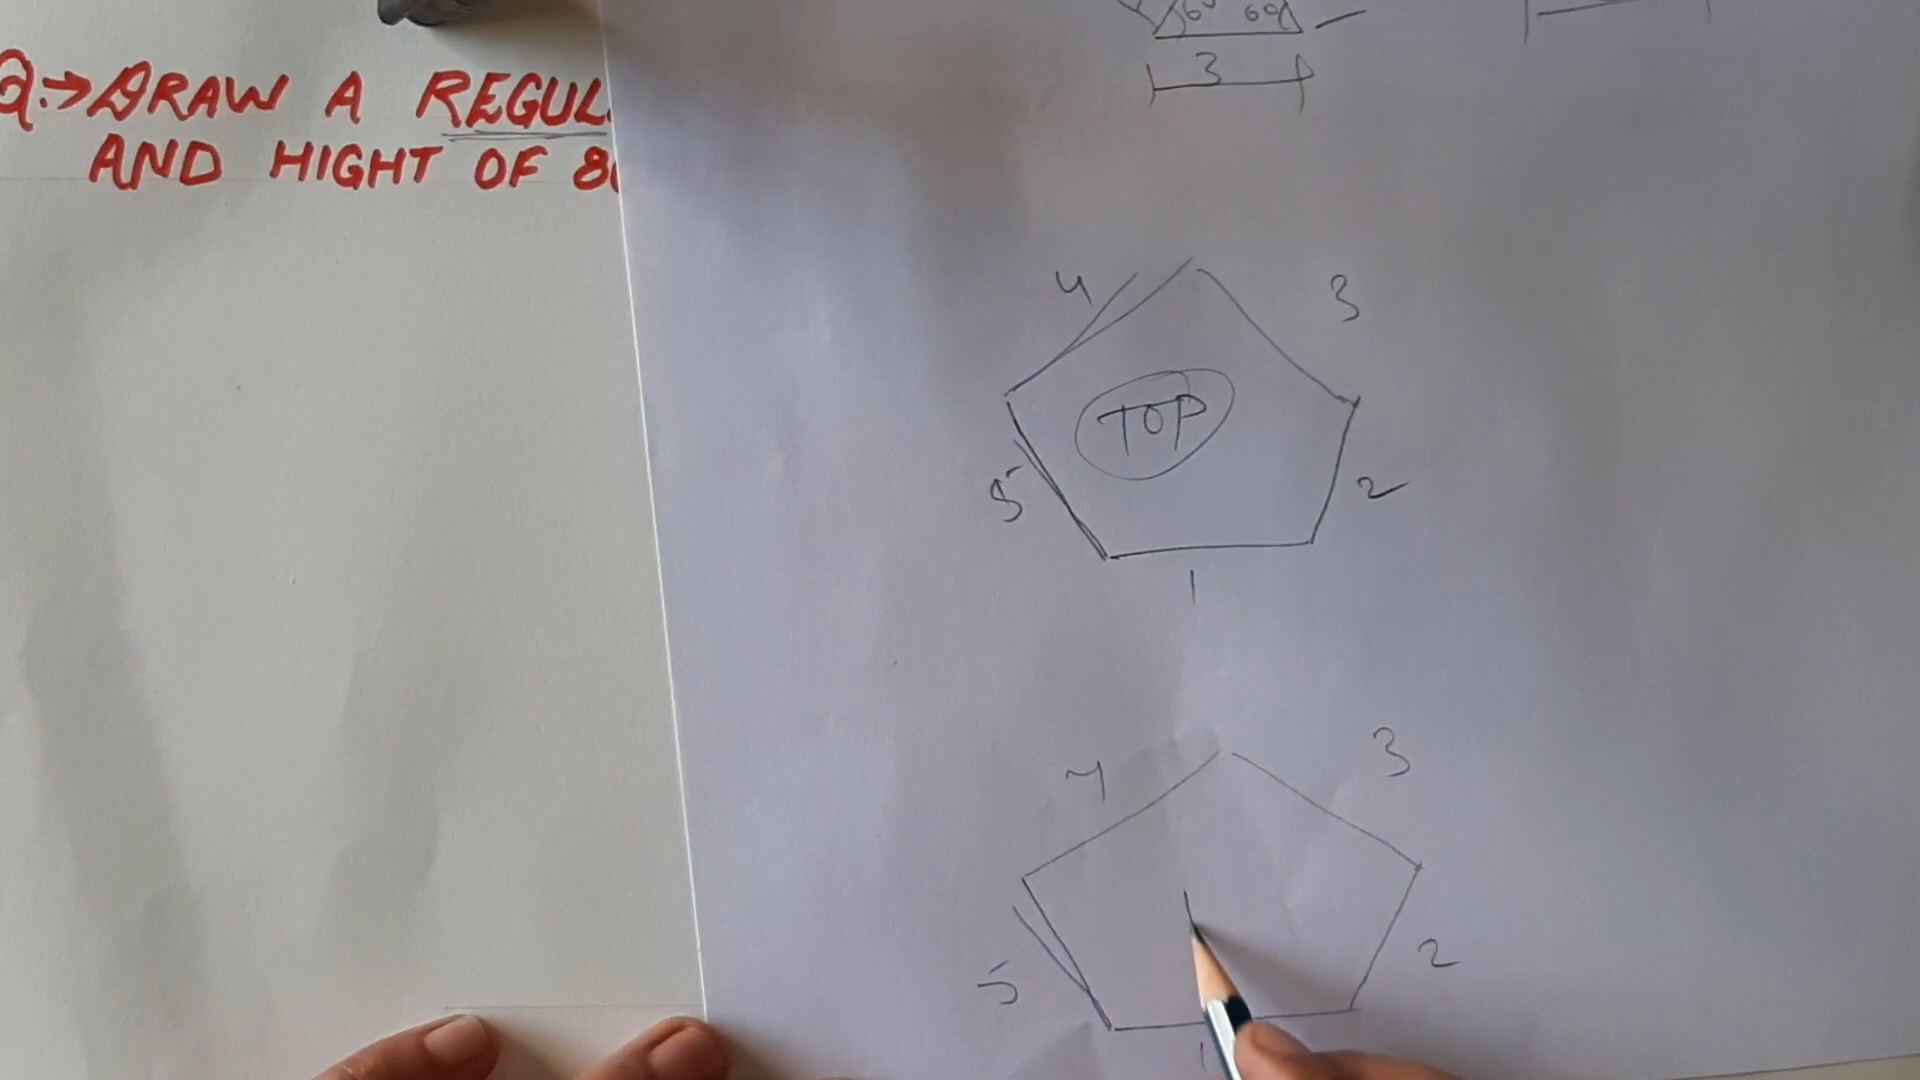 Q.→ DRAW A REGUL
AND HIGHT OF 8
60 60
3
4 3
TOP
5 2
1
4 3
5 2
1